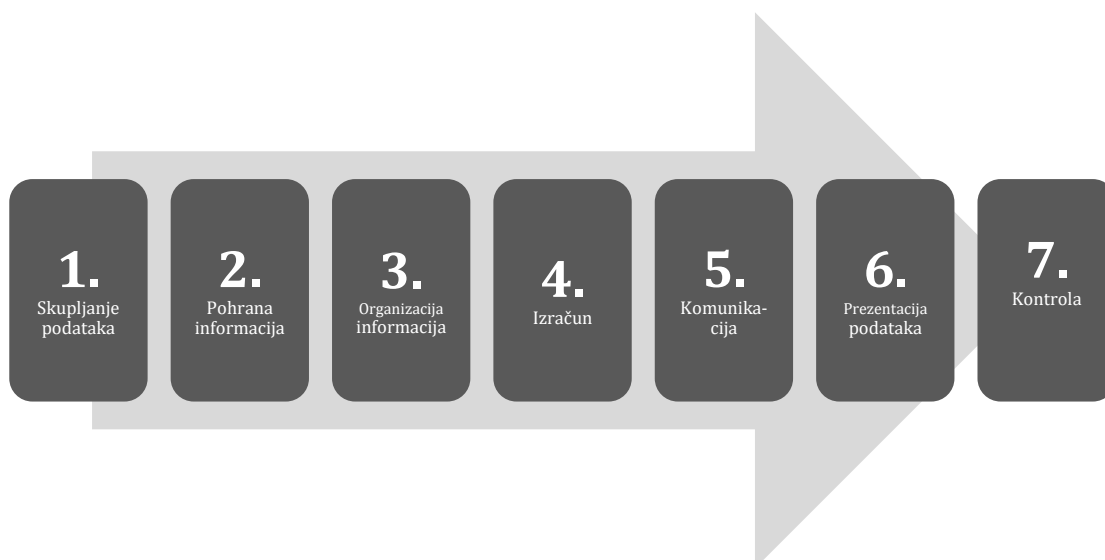 1.
Skupljanje
podataka
2.
Pohrana
informacija
3.
Organizacija
informacija
4.
Izračun
5.
Komunika-
cija
6.
Prezentacija
podataka
7.
Kontrola